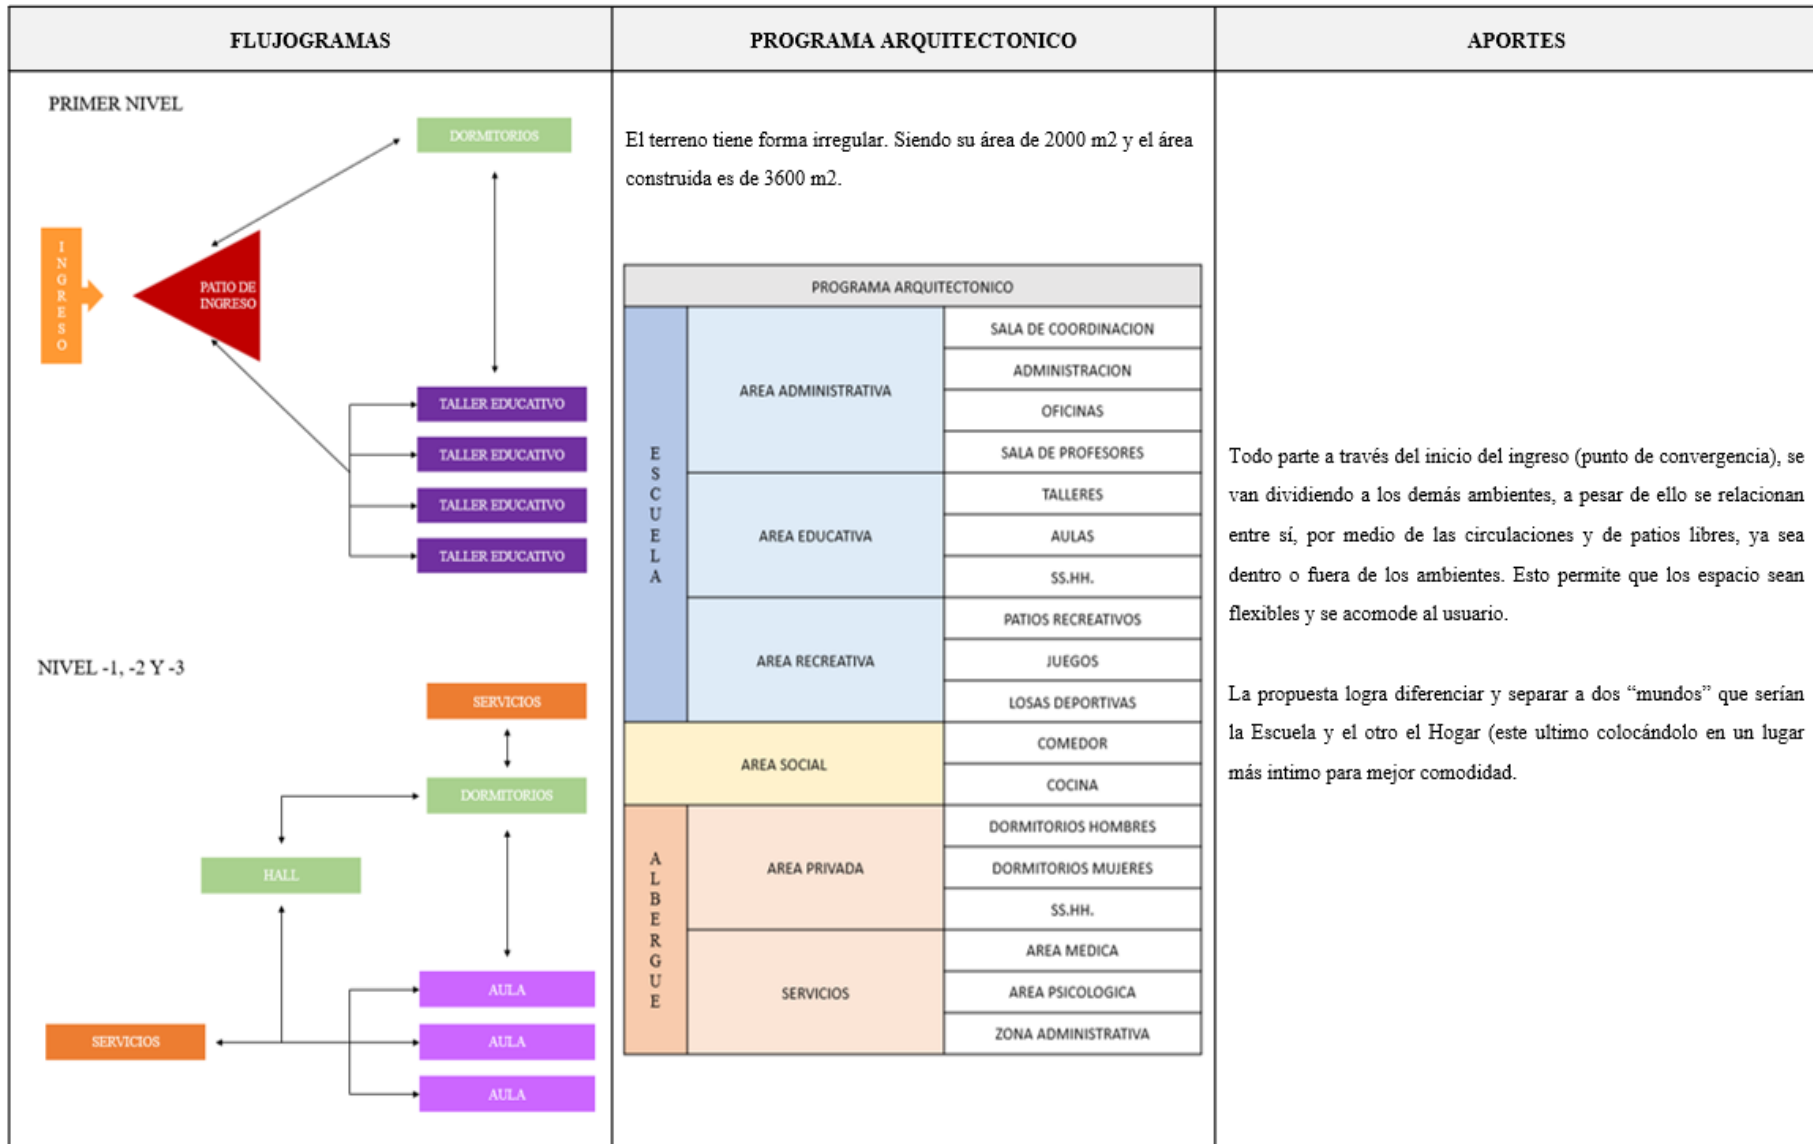 FLUJOGRAMAS
PROGRAMA ARQUITECTONICO
APORTES
PRIMER NIVEL
DORMITORIOS
INGRESO
PATIO DE
INGRESO
TALLER EDUCATIVO
TALLER EDUCATIVO
TALLER EDUCATIVO
TALLER EDUCATIVO
NIVEL -1, -2 Y -3
SERVICIOS
DORMITORIOS
HALL
AULA
SERVICIOS
AULA
AULA
El terreno tiene forma irregular. Siendo su área de 2000 m2 y el área
construida es de 3600 m2.
PROGRAMA ARQUITECTONICO
ESCUELA
AREA ADMINISTRATIVA
SALA DE COORDINACION
ADMINISTRACION
OFICINAS
SALA DE PROFESORES
AREA EDUCATIVA
TALLERES
AULAS
SS.HH.
AREA RECREATIVA
PATIOS RECREATIVOS
JUEGOS
LOSAS DEPORTIVAS
AREA SOCIAL
COMEDOR
COCINA
ALBERGUE
AREA PRIVADA
DORMITORIOS HOMBRES
DORMITORIOS MUJERES
SS.HH.
SERVICIOS
AREA MEDICA
AREA PSICOLOGICA
ZONA ADMINISTRATIVA
Todo parte a través del inicio del ingreso (punto de convergencia), se
van dividiendo a los demás ambientes, a pesar de ello se relacionan
entre sí, por medio de las circulaciones y de patios libres, ya sea
dentro o fuera de los ambientes. Esto permite que los espacio sean
flexibles y se acomode al usuario.
La propuesta logra diferenciar y separar a dos “mundos” que serían
la Escuela y el otro el Hogar (este ultimo colocándolo en un lugar
más intimo para mejor comodidad.